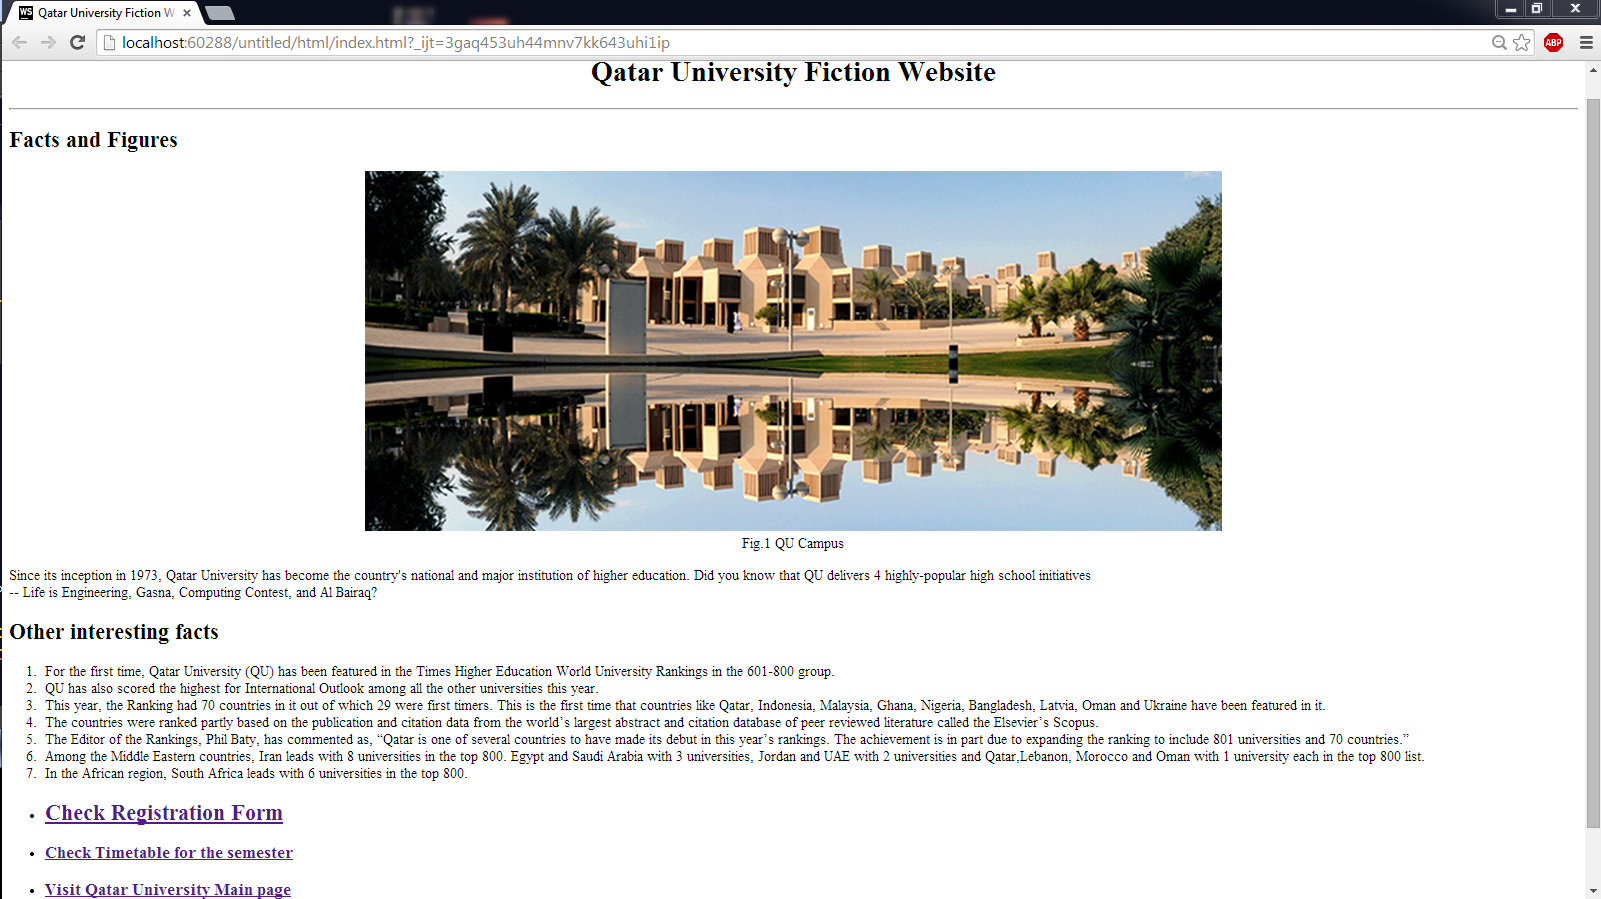 WS Qatar University Fiction W
localhost:60288/untitled/html/index.html?_ijt=3gaq453uh44mnv7kk643uhi1ip
ABP
Qatar University Fiction Website
Facts and Figures
Fig.1 QU Campus
Since its inception in 1973, Qatar University has become the country's national and major institution of higher education. Did you know that QU delivers 4 highly-popular high school initiatives
-- Life is Engineering, Gasna, Computing Contest, and Al Bairaq?
Other interesting facts
1. For the first time, Qatar University (QU) has been featured in the Times Higher Education World University Rankings in the 601-800 group.
2. QU has also scored the highest for International Outlook among all the other universities this year.
3. This year, the Ranking had 70 countries in it out of which 29 were first timers. This is the first time that countries like Qatar, Indonesia, Malaysia, Ghana, Nigeria, Bangladesh, Latvia, Oman and Ukraine have been featured in it.
4. The countries were ranked partly based on the publication and citation data from the world’s largest abstract and citation database of peer reviewed literature called the Elsevier’s Scopus.
5. The Editor of the Rankings, Phil Baty, has commented as, “Qatar is one of several countries to have made its debut in this year’s rankings. The achievement is in part due to expanding the ranking to include 801 universities and 70 countries.”
6. Among the Middle Eastern countries, Iran leads with 8 universities in the top 800. Egypt and Saudi Arabia with 3 universities, Jordan and UAE with 2 universities and Qatar,Lebanon, Morocco and Oman with 1 university each in the top 800 list.
7. In the African region, South Africa leads with 6 universities in the top 800.
• Check Registration Form
• Check Timetable for the semester
• Visit Qatar University Main page